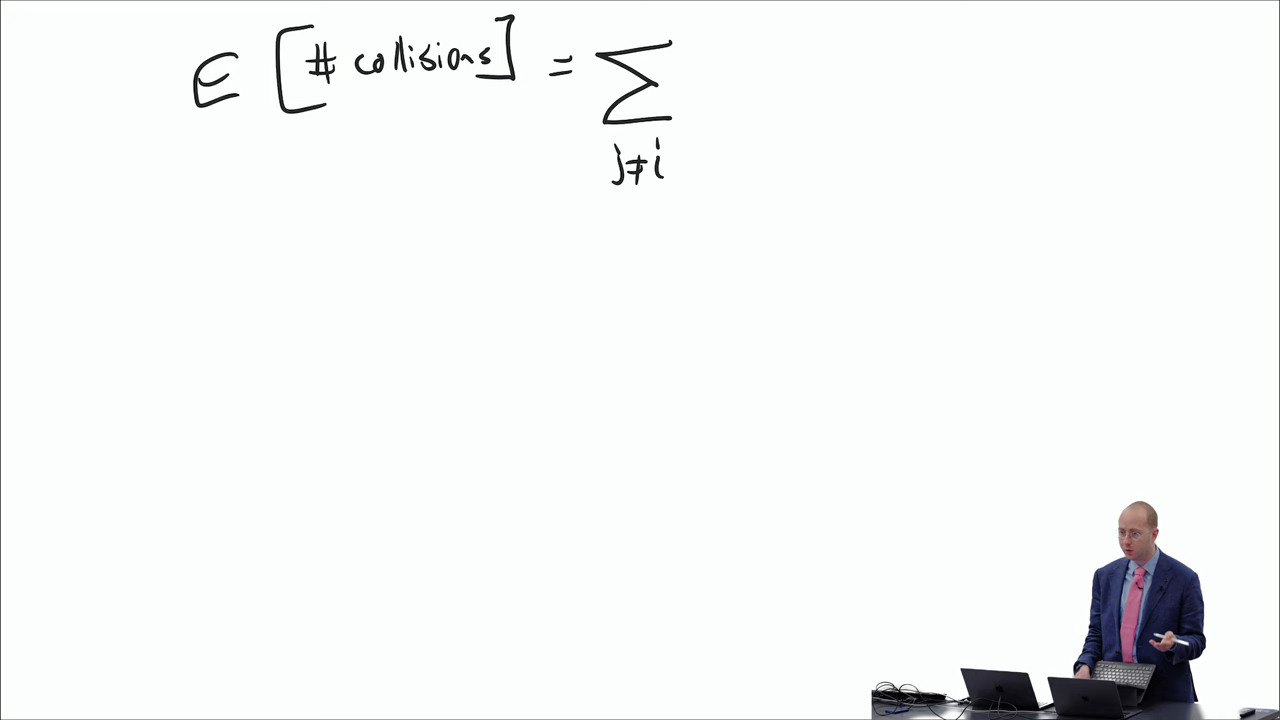 E [# collisions] = ∑
j≠i